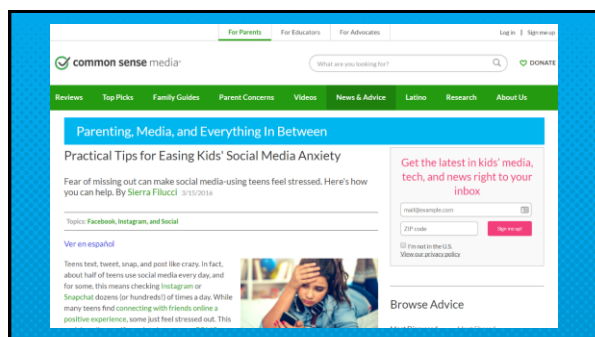 For Parents For Educators For Advocates Log in | Sign me up
common sense media
What are you looking for?
DONATE
Reviews Top Picks Family Guides Parent Concerns Videos News & Advice Latino Research About Us
Parenting, Media, and Everything In Between
Practical Tips for Easing Kids' Social Media Anxiety
Fear of missing out can make social media-using teens feel stressed. Here's how
you can help. By Sierra Filucci 3/15/2016
Topics: Facebook, Instagram, and Social
Ver en español
Teens text, tweet, snap, and post like crazy. In fact,
about half of teens use social media every day, and
for some, this means checking Instagram or
Snapchat dozens (or hundreds!) of times a day. While
many teens find connecting with friends online a
positive experience, some just feel stressed out. This
Get the latest in kids' media,
tech, and news right to your
inbox
mail@example.com
ZIP code
Sign me up!
I'm not in the U.S.
View our privacy policy
Browse Advice